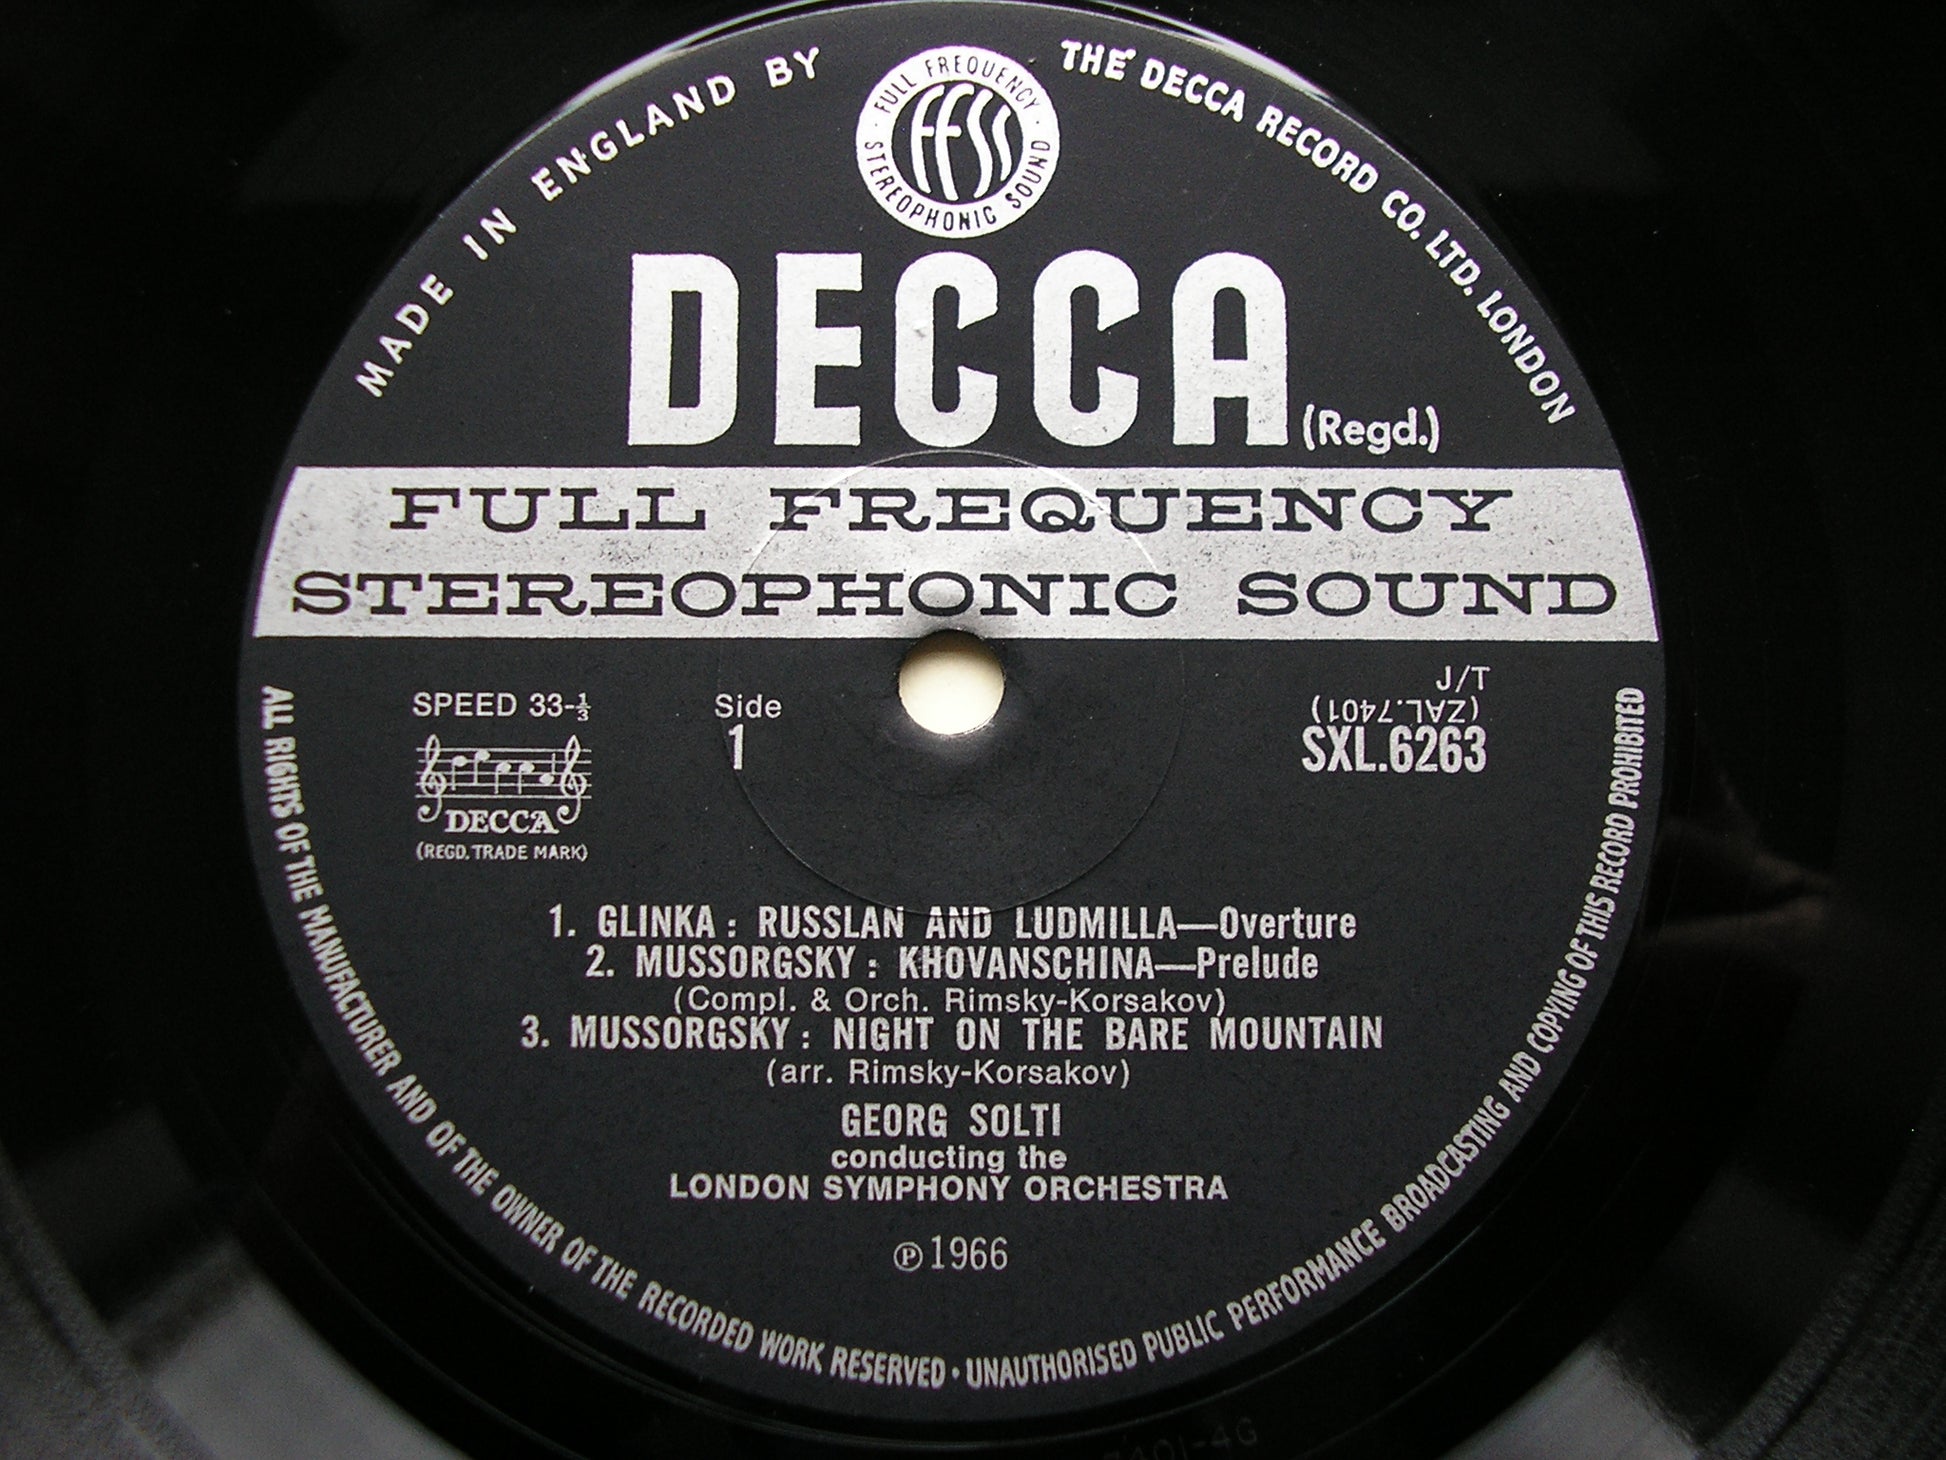 MADE IN ENGLAND BY
THE DECCA RECORD CO. LTD. LONDON
FULL FREQUENCY
ffss
STEREOPHONIC SOUND
DECCA (Regd.)
FULL FREQUENCY
STEREOPHONIC SOUND
J/T
(ZAL.7401)
SXL.6263
SPEED 33-⅓
Side
1
DECCA
(REGD. TRADE MARK)
1. GLINKA : RUSSLAN AND LUDMILLA—Overture
2. MUSSORGSKY : KHOVANSCHINA—Prelude
(Compl. & Orch. Rimsky-Korsakov)
3. MUSSORGSKY : NIGHT ON THE BARE MOUNTAIN
(arr. Rimsky-Korsakov)
GEORG SOLTI
conducting the
LONDON SYMPHONY ORCHESTRA
℗1966
ALL RIGHTS OF THE MANUFACTURER AND OF THE OWNER OF THE RECORDED WORK RESERVED · UNAUTHORISED PUBLIC PERFORMANCE BROADCASTING AND COPYING OF THIS RECORD PROHIBITED
7401-4G